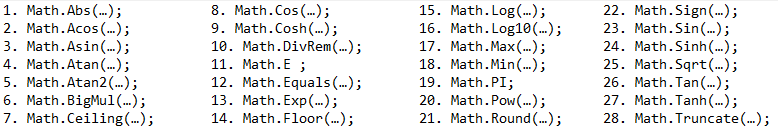 1. Math.Abs(…);
2. Math.Acos(…);
3. Math.Asin(…);
4. Math.Atan(…);
5. Math.Atan2(…);
6. Math.BigMul(…);
7. Math.Ceiling(…);
8. Math.Cos(…);
9. Math.Cosh(…);
10. Math.DivRem(…);
11. Math.E ;
12. Math.Equals(…);
13. Math.Exp(…);
14. Math.Floor(…);
15. Math.Log(…);
16. Math.Log10(…);
17. Math.Max(…);
18. Math.Min(…);
19. Math.PI;
20. Math.Pow(…);
21. Math.Round(…);
22. Math.Sign(…);
23. Math.Sin(…);
24. Math.Sinh(…);
25. Math.Sqrt(…);
26. Math.Tan(…);
27. Math.Tanh(…);
28. Math.Truncate(…);